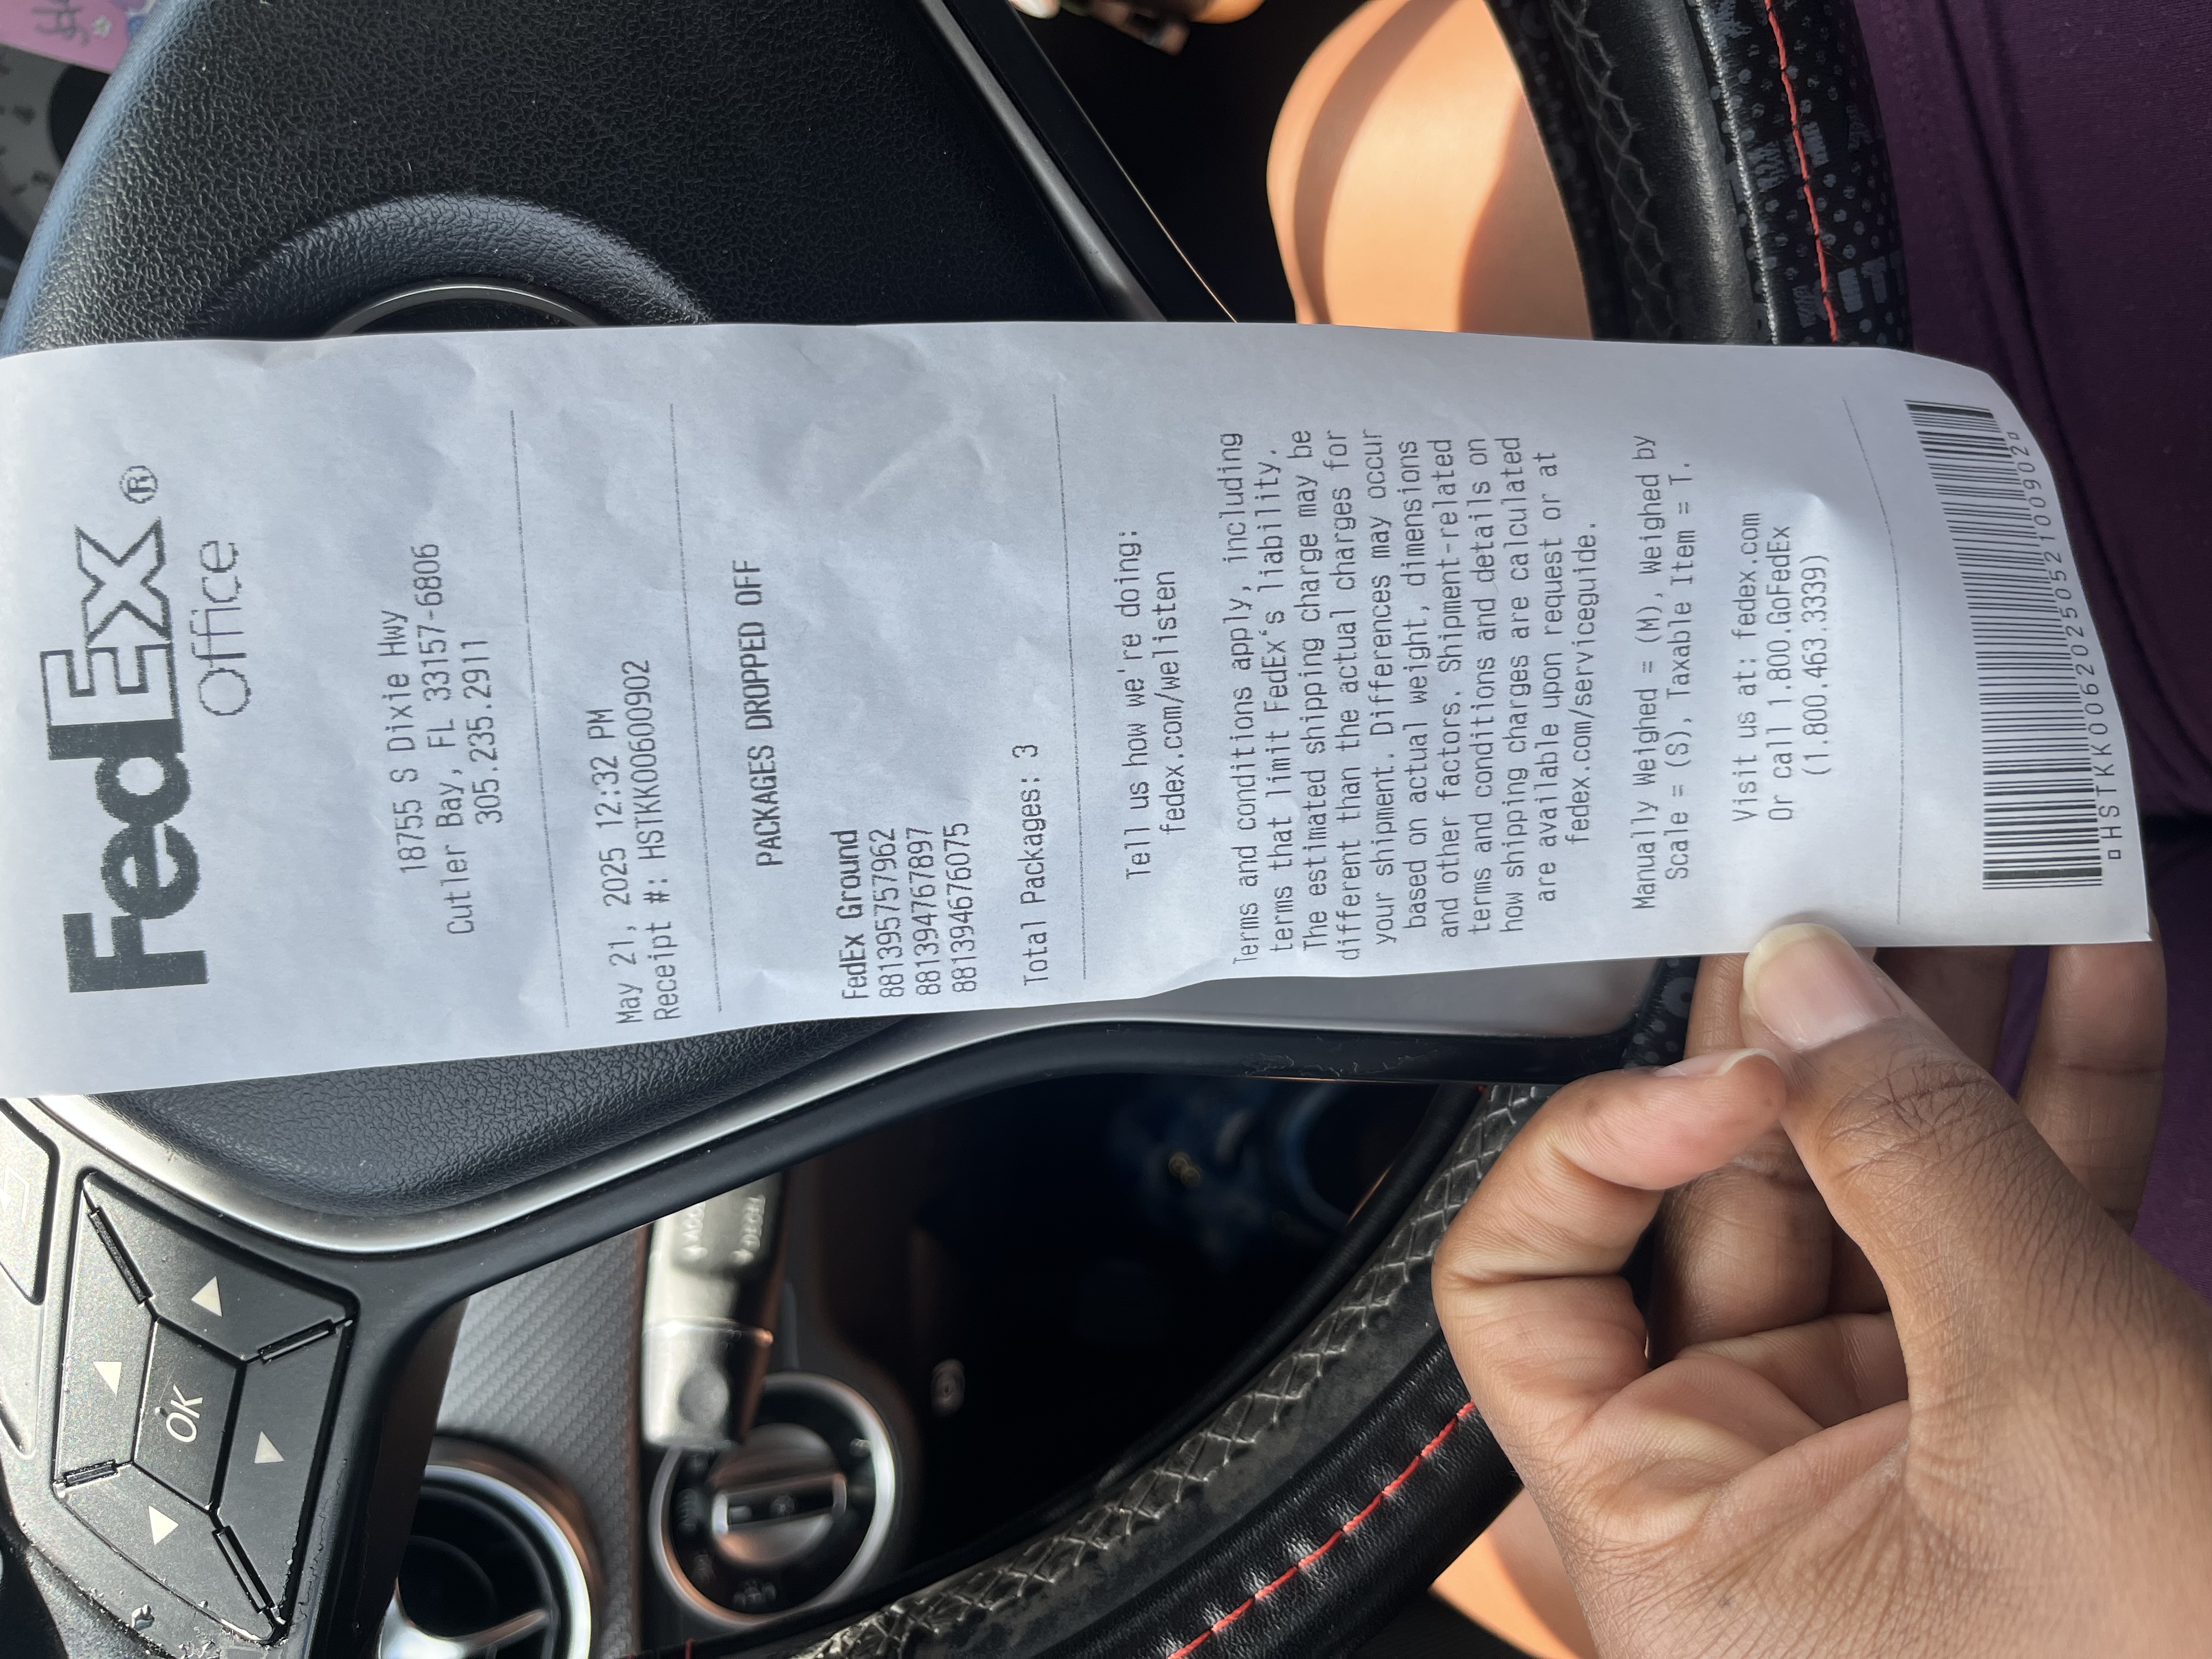 FedEx®
Office
18755 S Dixie Hwy
Cutler Bay, FL 33157-6806
305.235.2911
May 21, 2025 12:32 PM
Receipt #: HSTKK00600902
PACKAGES DROPPED OFF
FedEx Ground
881395757962
881394767897
881394676075
Total Packages: 3
Tell us how we're doing:
fedex.com/welisten
Terms and conditions apply, including
terms that limit FedEx's liability.
The estimated shipping charge may be
different than the actual charges for
your shipment. Differences may occur
based on actual weight, dimensions
and other factors. Shipment-related
terms and conditions and details on
how shipping charges are calculated
are available upon request or at
fedex.com/serviceguide.
Manually Weighed = (M), Weighed by
Scale = (S), Taxable Item = T.
Visit us at: fedex.com
Or call 1.800.GoFedEx
(1.800.463.3339)
HSTKK0062025052100902
OK